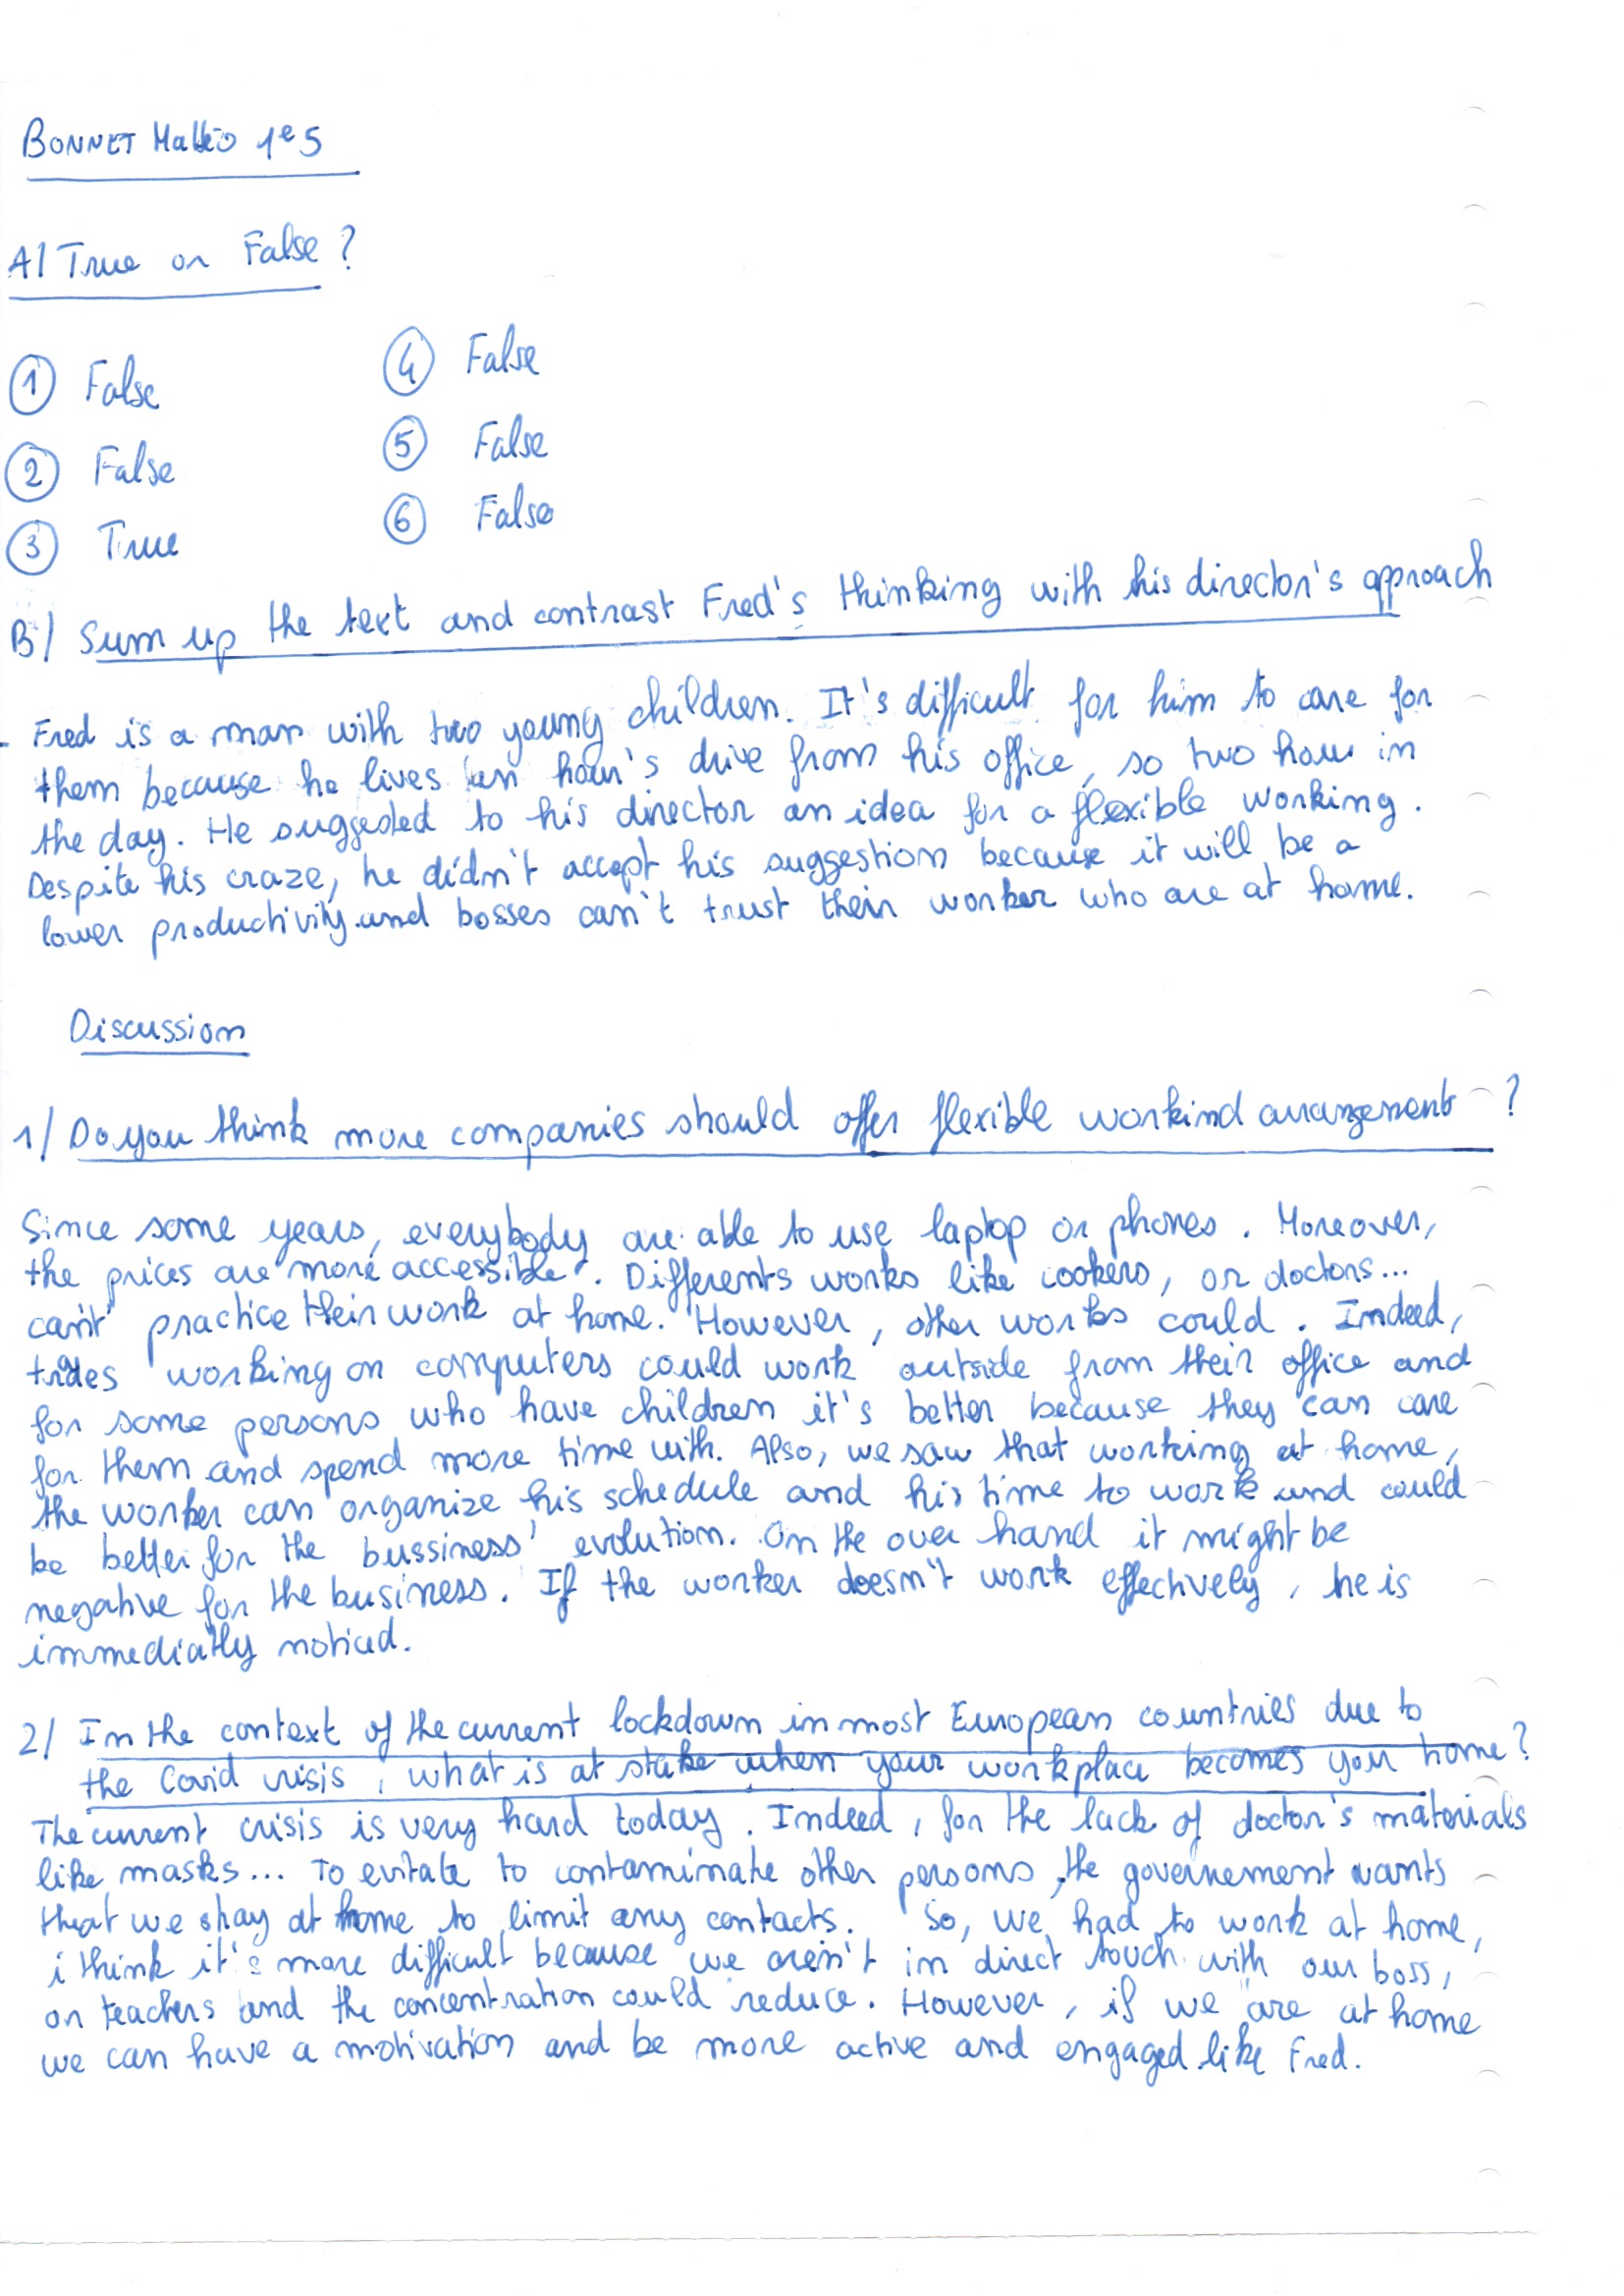 BONNET Mattéo 1e5
A/ True or False ?
① False
② False
③ True
④ False
⑤ False
⑥ False
B/ Sum up the text and contrast Fred's thinking with his director's approach
Fred is a man with two young children. It's difficult for him to care for
them because he lives an hour's drive from his office, so two hour in
the day. He suggested to his director an idea for a flexible working.
Despite his craze, he didn't accept his suggestion because it will be a
lower productivity and bosses can't trust their worker who are at home.
Discussion
1/ Do you think more companies should offer flexible workind arrangement ?
Since some years, everybody are able to use laptop or phones. Moreover,
the prices are "more accessible". Differents works like cookers, or doctors...
can't practice their work at home. However, other works could. Indeed,
trades working on computers could work outside from their office and
for some persons who have children it's better because they can care
for them and spend more time with. Also, we saw that working at home,
the worker can organize his schedule and his time to work and could
be better for the bussiness' evolution. On the over hand it might be
negative for the business. If the worker doesn't work effectively, he is
immediatly noticed.
2/ In the context of the current lockdown in most European countries due to
the Covid crisis, what is at stake when your workplace becomes your home ?
The current crisis is very hard today. Indeed, for the lack of doctor's materials
like masks... To evitate to contaminate other persons, the governement wants
that we stay at home to limit any contacts. So, we had to work at home,
i think it's more difficult because we aren't in direct touch with our boss,
or teachers and the concentration could reduce. However, if we are at home
we can have a motivation and be more active and engaged like Fred.